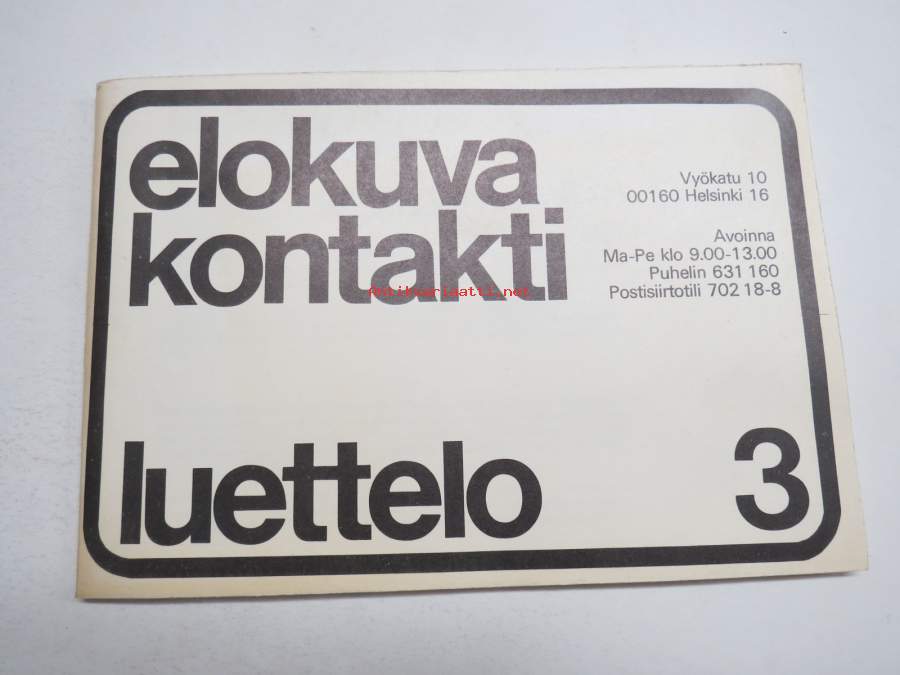 elokuva
kontakti
Vyökatu 10
00160 Helsinki 16
Avoinna
Ma-Pe klo 9.00-13.00
Puhelin 631 160
Postisiirtotili 702 18-8
Antikvariaatti.net
luettelo 3